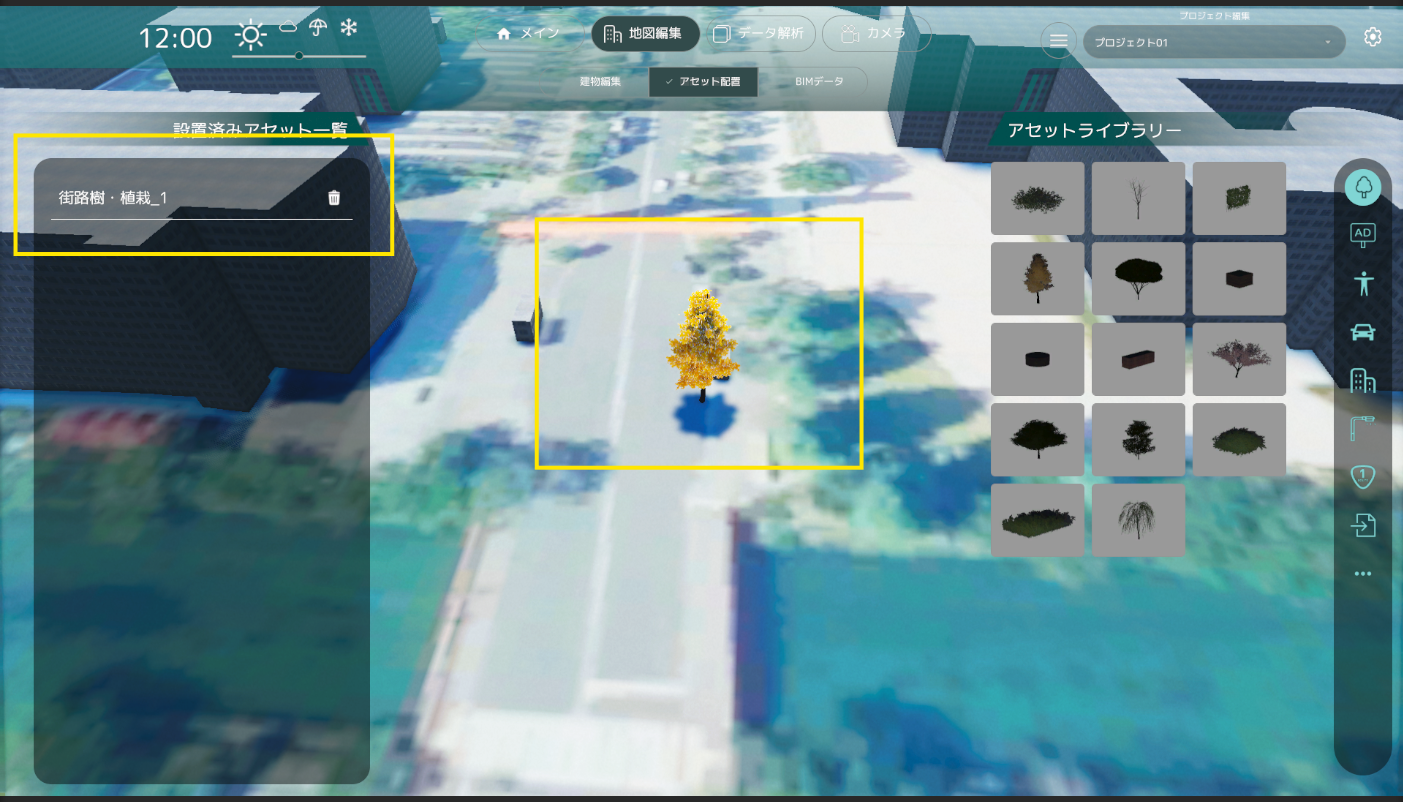 プロジェクト編集
12:00
メイン
地図編集
データ解析
カメラ
プロジェクト01
建物編集
アセット配置
BIMデータ
設置済みアセット一覧
アセットライブラリー
街路樹・植栽_1
AD
1